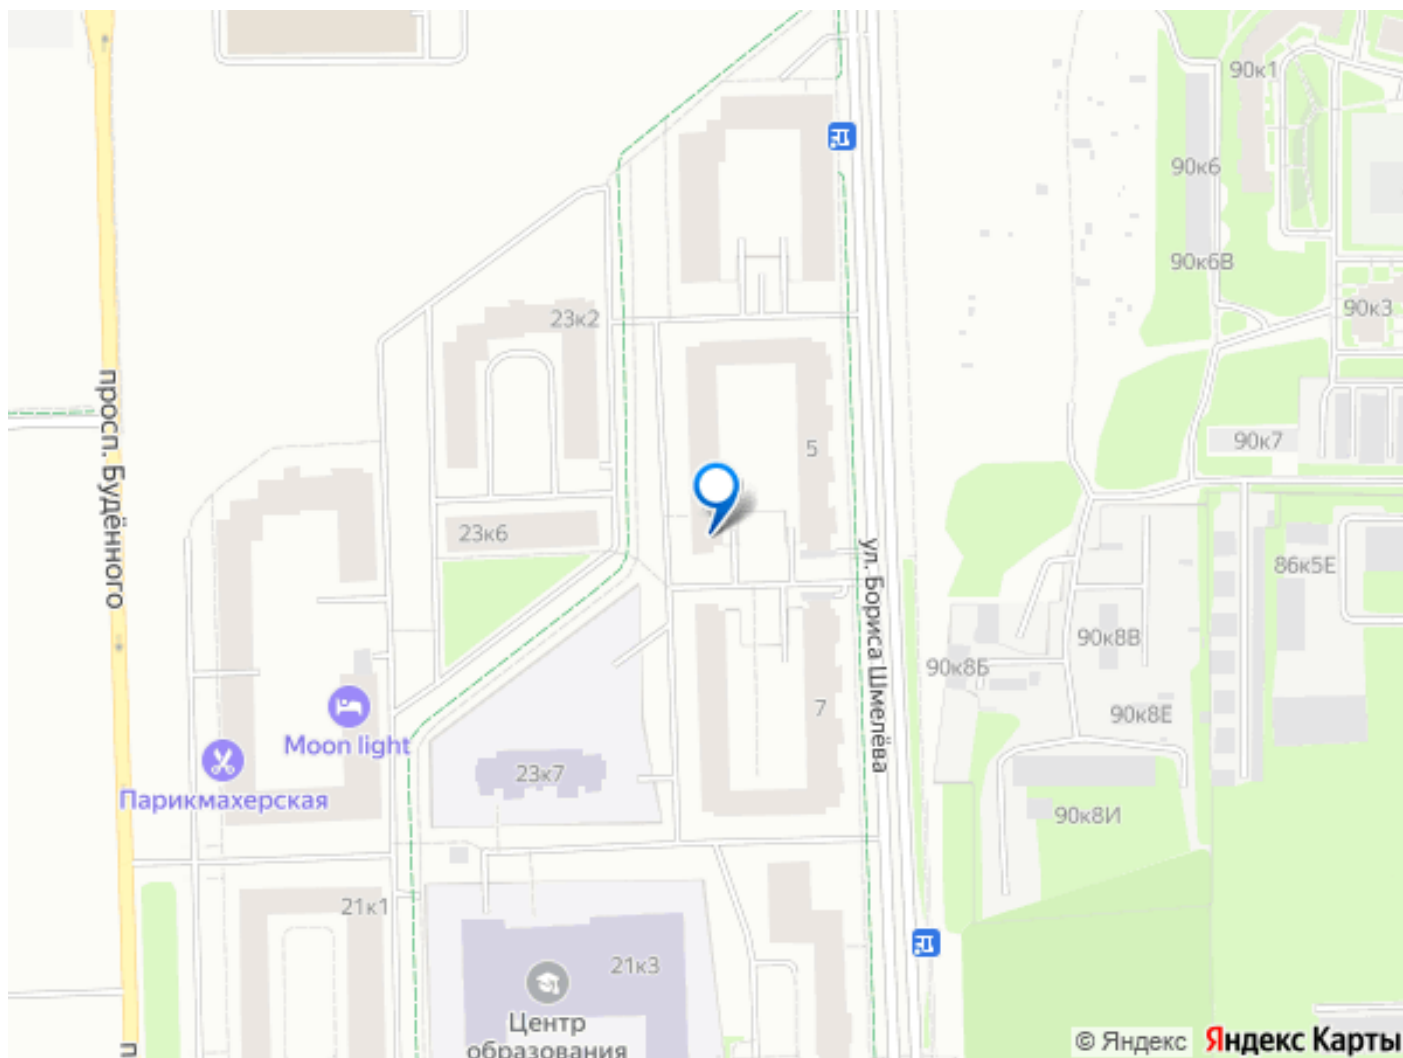 90к1
90к6
90к6В
90к3
23к2
просп. Будённого
5
90к7
23к6
ул. Бориса Шмелёва
86к5Е
90к8В
90к8Б
7
90к8Е
Moon light
23к7
Парикмахерская
90к8И
21к1
21к3
Центр
образования
п
© Яндекс Яндекс Карты